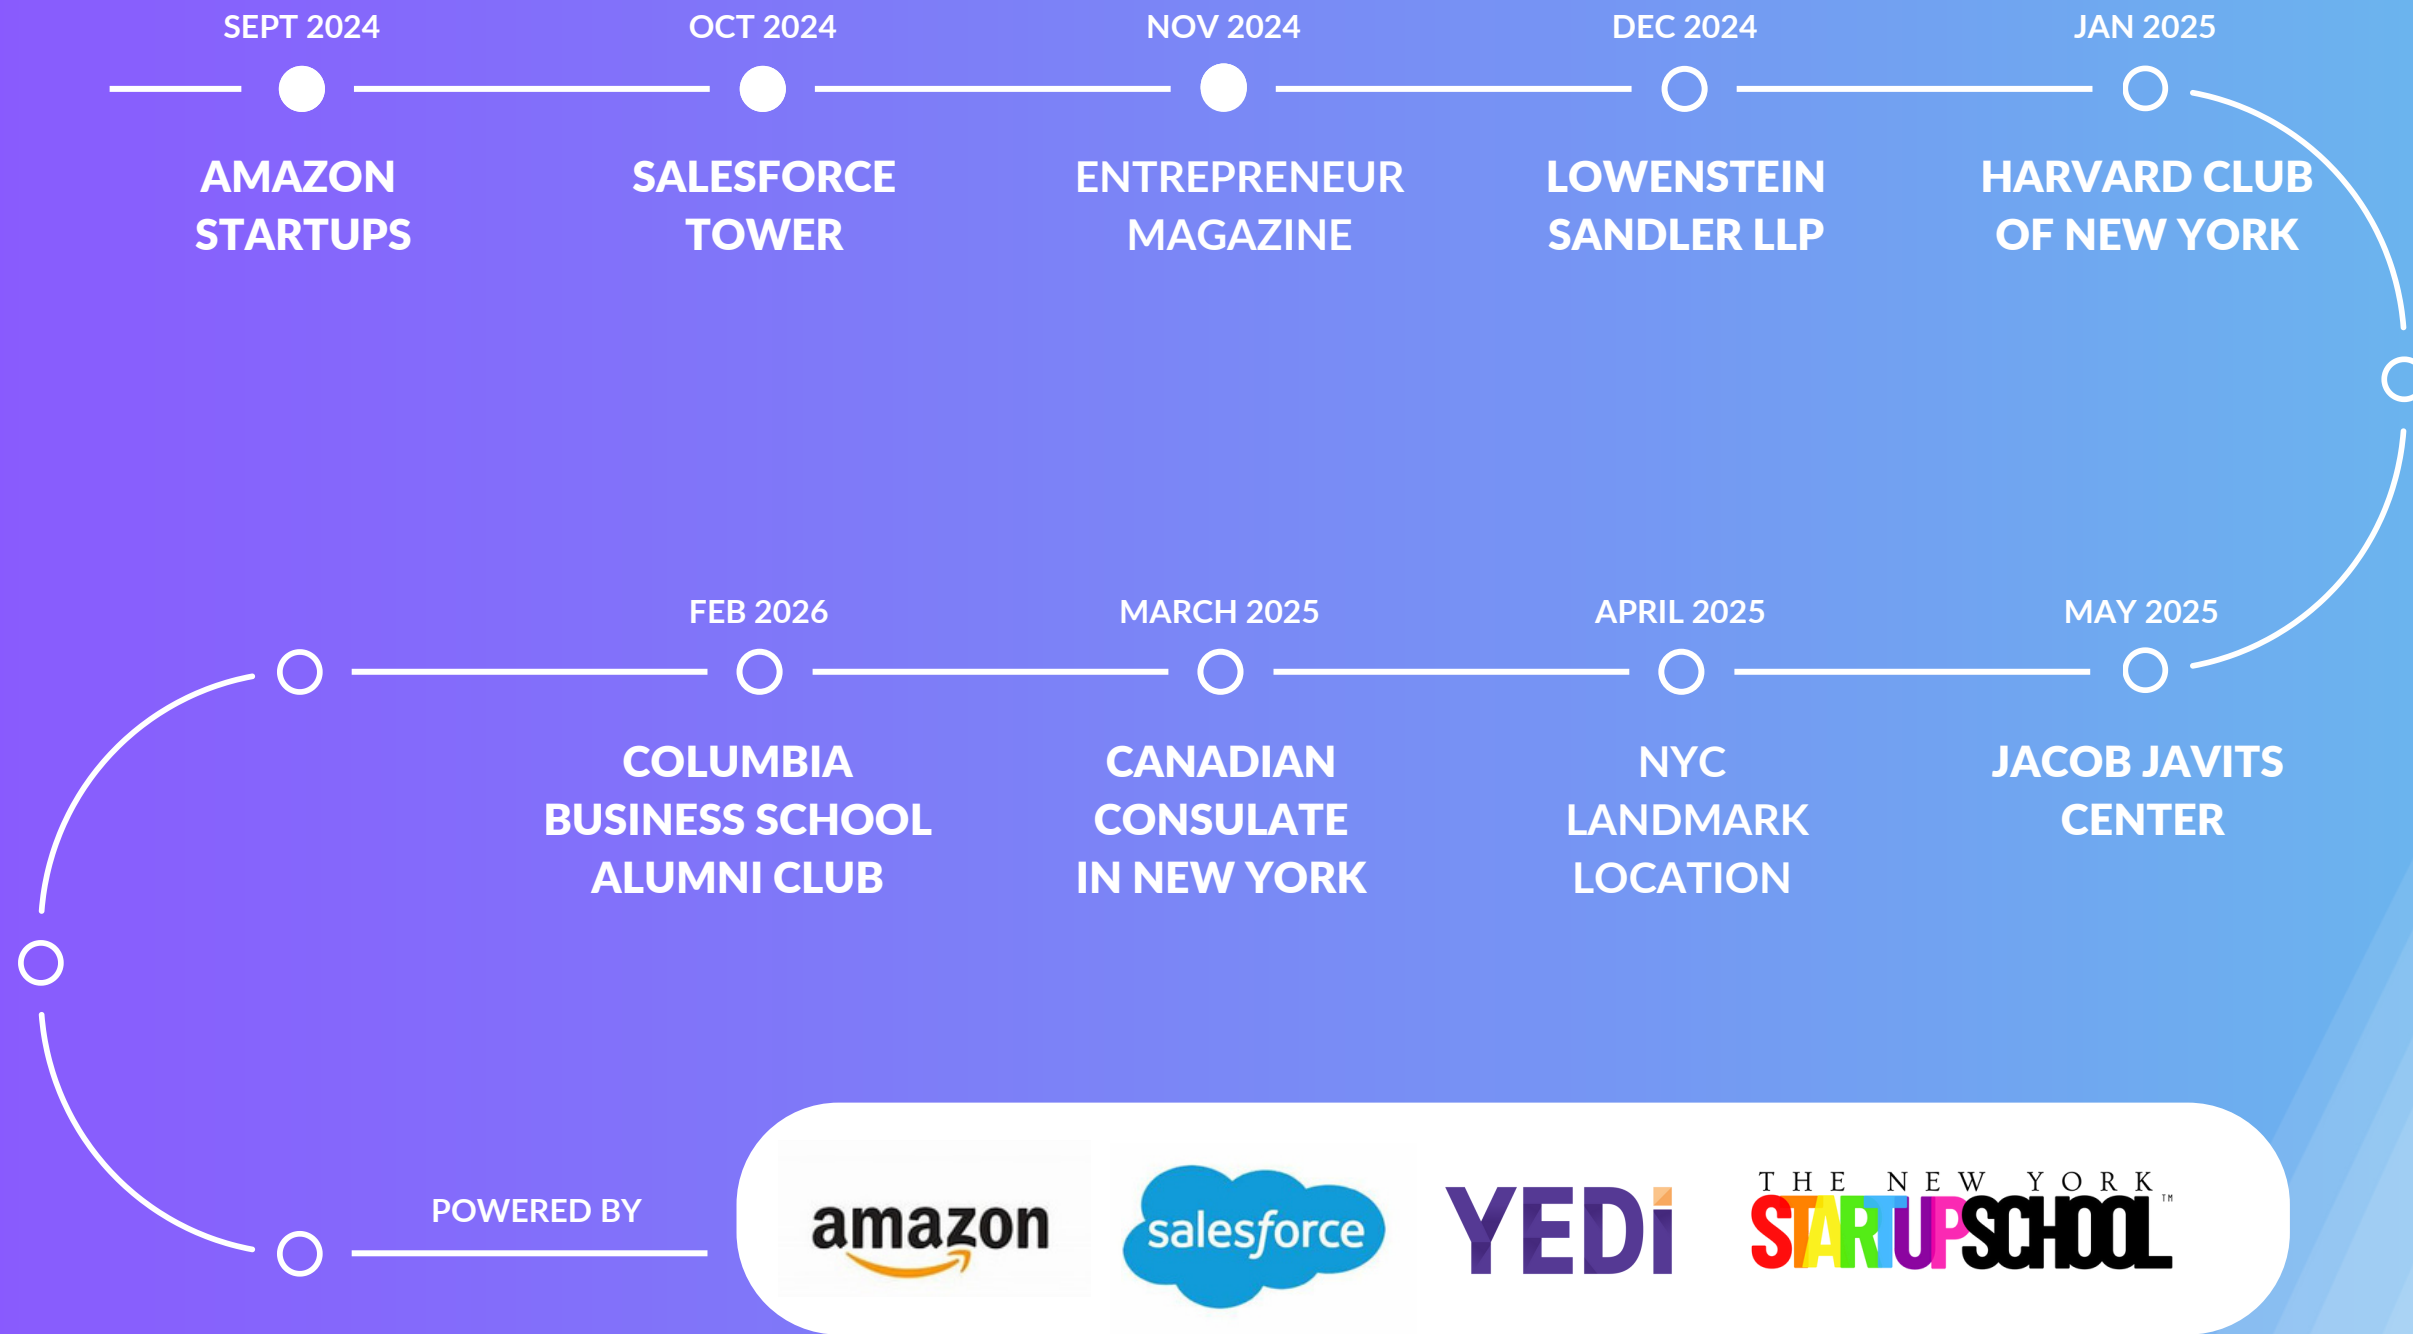 SEPT 2024
AMAZON
STARTUPS
OCT 2024
SALESFORCE
TOWER
NOV 2024
ENTREPRENEUR
MAGAZINE
DEC 2024
LOWENSTEIN
SANDLER LLP
JAN 2025
HARVARD CLUB
OF NEW YORK
FEB 2026
COLUMBIA
BUSINESS SCHOOL
ALUMNI CLUB
MARCH 2025
CANADIAN
CONSULATE
IN NEW YORK
APRIL 2025
NYC
LANDMARK
LOCATION
MAY 2025
JACOB JAVITS
CENTER
POWERED BY
amazon
salesforce
YEDi
THE NEW YORK
STARTUPSCHOOL™